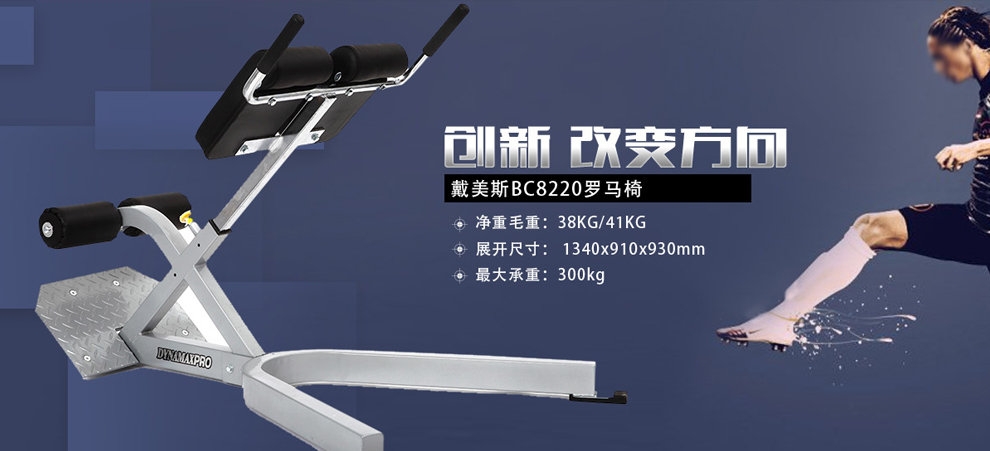 创新 改变方向
戴美斯BC8220罗马椅
净重毛重：38KG/41KG
展开尺寸： 1340x910x930mm
最大承重：300kg
DYNAMAXPRO